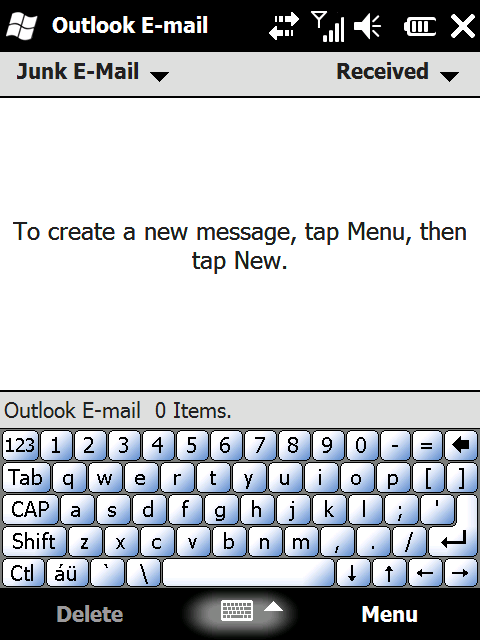 Outlook E-mail
Junk E-Mail Received
To create a new message, tap Menu, then
tap New.
Outlook E-mail 0 Items.
123 1 2 3 4 5 6 7 8 9 0 - =
Tab q w e r t y u i o p [ ]
CAP a s d f g h j k l ; '
Shift z x c v b n m , . /
Ctl áü ` \ ↓ ↑ ← →
Delete Menu